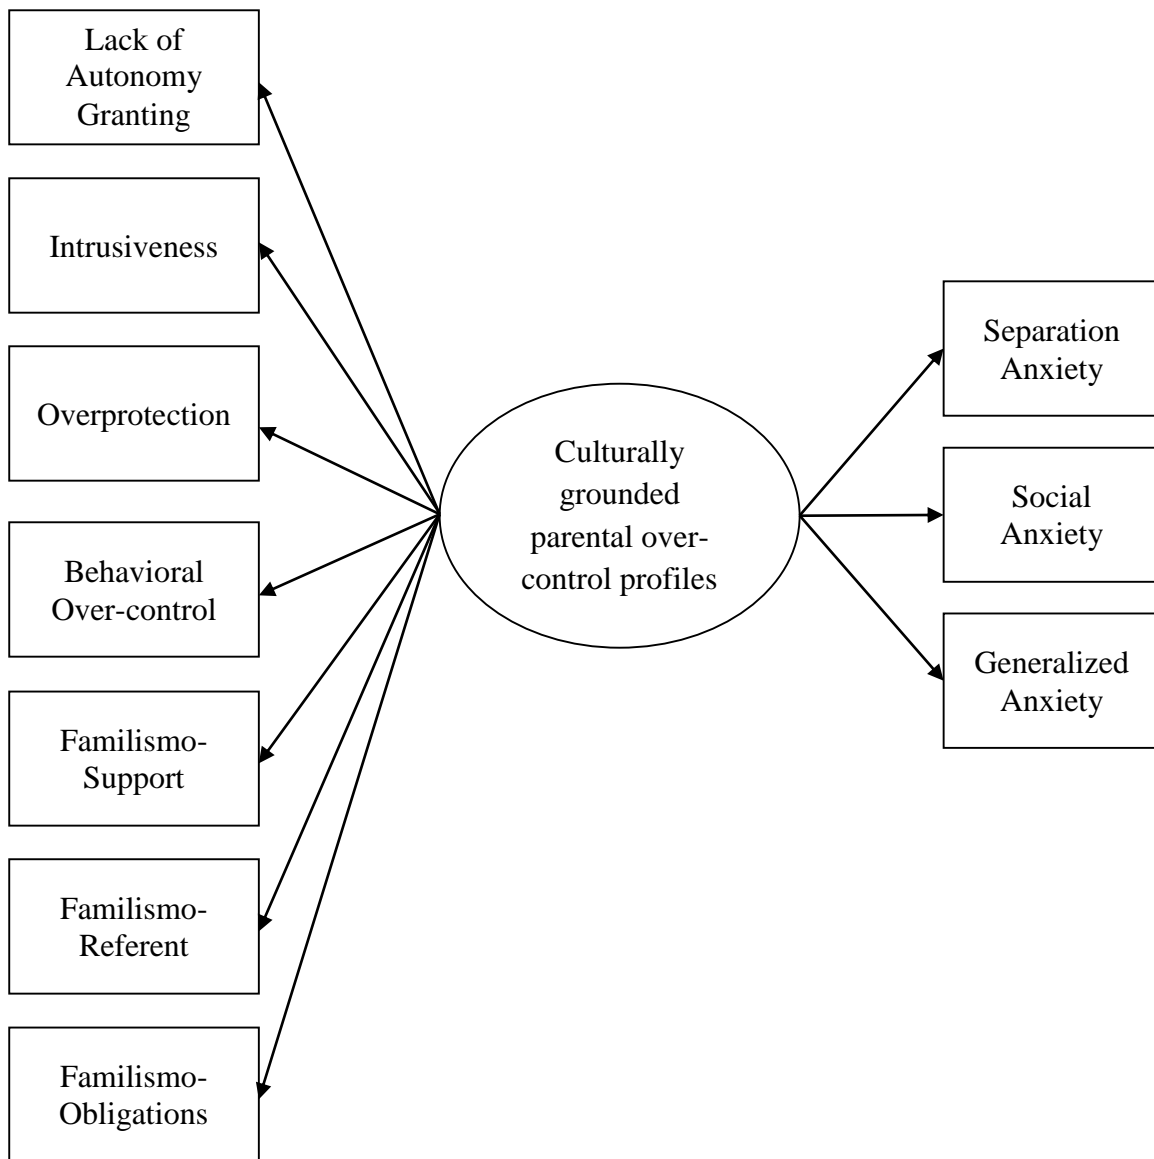 Lack of
Autonomy
Granting
Intrusiveness
Overprotection
Behavioral
Over-control
Familismo-
Support
Familismo-
Referent
Familismo-
Obligations
Culturally
grounded
parental over-
control profiles
Separation
Anxiety
Social
Anxiety
Generalized
Anxiety